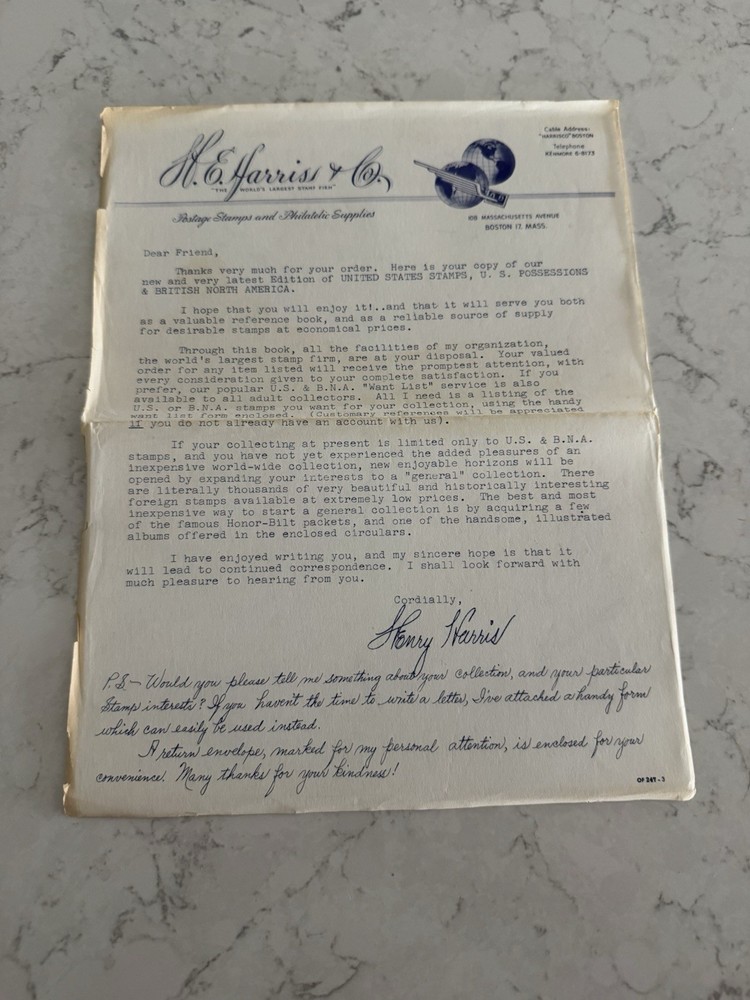 H. E. Harris & Co.
"THE WORLD'S LARGEST STAMP FIRM"
Postage Stamps and Philatelic Supplies
Cable Address:
"HARRISCO" BOSTON
Telephone
KENMORE 6-8173
108 MASSACHUSETTS AVENUE
BOSTON 17, MASS.
Dear Friend,
Thanks very much for your order. Here is your copy of our
new and very latest Edition of UNITED STATES STAMPS, U. S. POSSESSIONS
& BRITISH NORTH AMERICA.
I hope that you will enjoy it!..and that it will serve you both
as a valuable reference book, and as a reliable source of supply
for desirable stamps at economical prices.
Through this book, all the facilities of my organization,
the world's largest stamp firm, are at your disposal. Your valued
order for any item listed will receive the promptest attention, with
every consideration given to your complete satisfaction. If you
prefer, our popular U.S. & B.N.A. "Want List" service is also
available to all adult collectors. All I need is a listing of the
U.S. or B.N.A. stamps you want for your collection, using the handy
want list form enclosed. (Customary references will be appreciated
if you do not already have an account with us).
If your collecting at present is limited only to U.S. & B.N.A.
stamps, and you have not yet experienced the added pleasures of an
inexpensive world-wide collection, new enjoyable horizons will be
opened by expanding your interests to a "general" collection. There
are literally thousands of very beautiful and historically interesting
foreign stamps available at extremely low prices. The best and most
inexpensive way to start a general collection is by acquiring a few
of the famous Honor-Bilt packets, and one of the handsome, illustrated
albums offered in the enclosed circulars.
I have enjoyed writing you, and my sincere hope is that it
will lead to continued correspondence. I shall look forward with
much pleasure to hearing from you.
Cordially,
Henry Harris
P.S— Would you please tell me something about your collection, and your particular
Stamp interests? If you haven't the time to write a letter, I've attached a handy form
which can easily be used instead.
A return envelope, marked for my personal attention, is enclosed for your
convenience. Many thanks for your kindness!
OF 24T-3